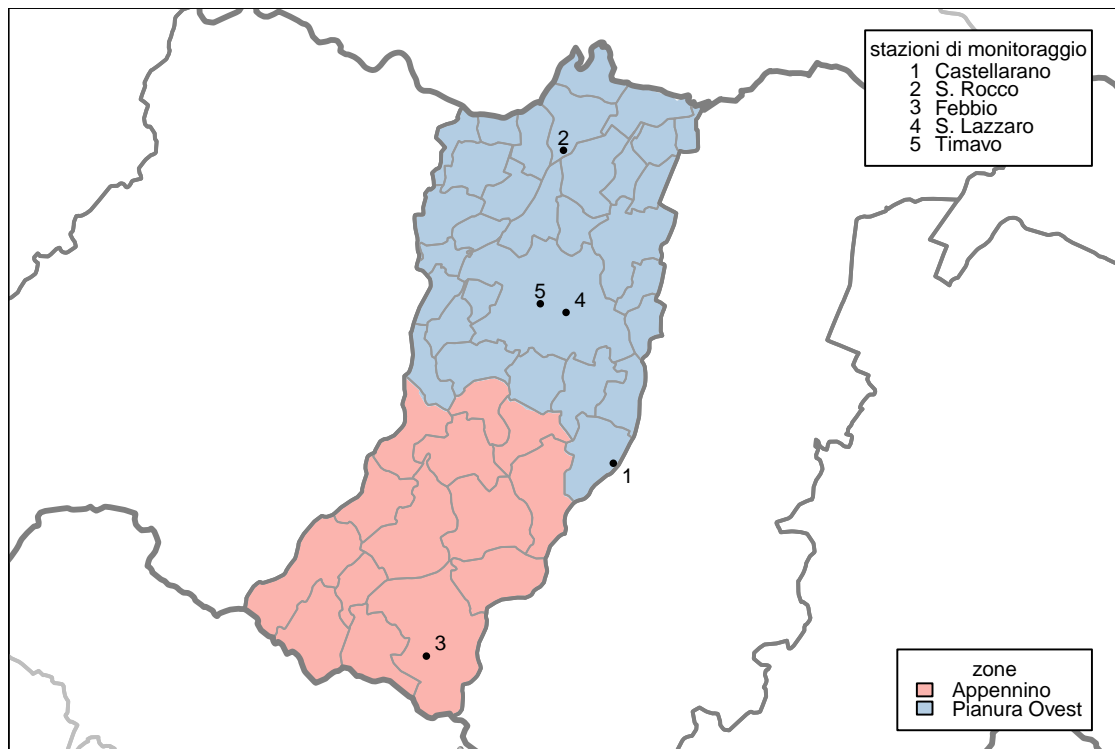 stazioni di monitoraggio
1 Castellarano
2 S. Rocco
3 Febbio
4 S. Lazzaro
5 Timavo
2
5
4
1
3
zone
Appennino
Pianura Ovest